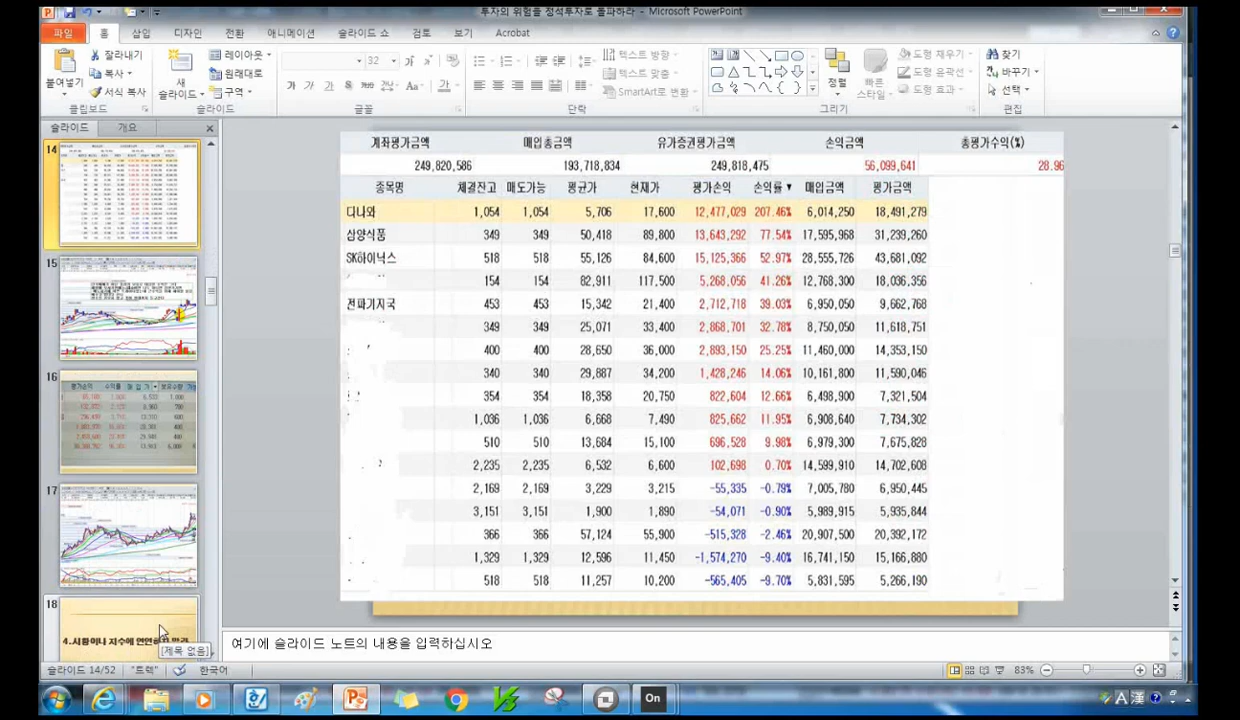 투자의 위험을 정석투자로 돌파하라 - Microsoft PowerPoint
파일 홈 삽입 디자인 전환 애니메이션 슬라이드 쇼 검토 보기 Acrobat
붙여넣기
잘라내기
복사
서식 복사
클립보드
새 슬라이드
레이아웃
원래대로
구역
슬라이드
32
글꼴
텍스트 방향
텍스트 맞춤
SmartArt로 변환
단락
정렬
빠른 스타일
도형 채우기
도형 윤곽선
도형 효과
그리기
찾기
바꾸기
선택
편집
슬라이드 개요
14
15
16
17
18
[제목 없음]
계좌평가금액 매입총금액 유가증권평가금액 손익금액 총평가수익(%)
249,820,586 193,718,834 249,818,475 56,099,641 28.96
종목명 체결잔고 매도가능 평균가 현재가 평가손익 손익률▼ 매입금액 평가금액
디나와 1,054 1,054 5,706 17,600 12,477,029 207.46% 6,014,250 18,491,279
삼양식품 349 349 50,418 89,800 13,643,292 77.54% 17,595,968 31,239,260
SK하이닉스 518 518 55,126 84,600 15,125,366 52.97% 28,555,726 43,681,092
154 154 82,911 117,500 5,268,056 41.26% 12,768,300 18,036,356
전파기지국 453 453 15,342 21,400 2,712,718 39.03% 6,950,050 9,662,768
349 349 25,071 33,400 2,868,701 32.78% 8,750,050 11,618,751
400 400 28,650 36,000 2,893,150 25.25% 11,460,000 14,353,150
340 340 29,887 34,200 1,428,246 14.06% 10,161,800 11,590,046
354 354 18,358 20,750 822,604 12.66% 6,498,900 7,321,504
1,036 1,036 6,668 7,490 825,662 11.95% 6,908,640 7,734,302
510 510 13,684 15,100 696,528 9.98% 6,979,300 7,675,828
2,235 2,235 6,532 6,600 102,698 0.70% 14,599,910 14,702,608
2,169 2,169 3,229 3,215 -55,335 -0.79% 7,005,780 6,950,445
3,151 3,151 1,900 1,890 -54,071 -0.90% 5,989,915 5,935,844
366 366 57,124 55,900 -515,328 -2.46% 20,907,500 20,392,172
1,329 1,329 12,596 11,450 -1,574,270 -9.40% 16,741,150 15,166,880
518 518 11,257 10,200 -565,405 -9.70% 5,831,595 5,266,190
여기에 슬라이드 노트의 내용을 입력하십시오
슬라이드 14/52 "트렉" 한국어 83%
On
A 漢